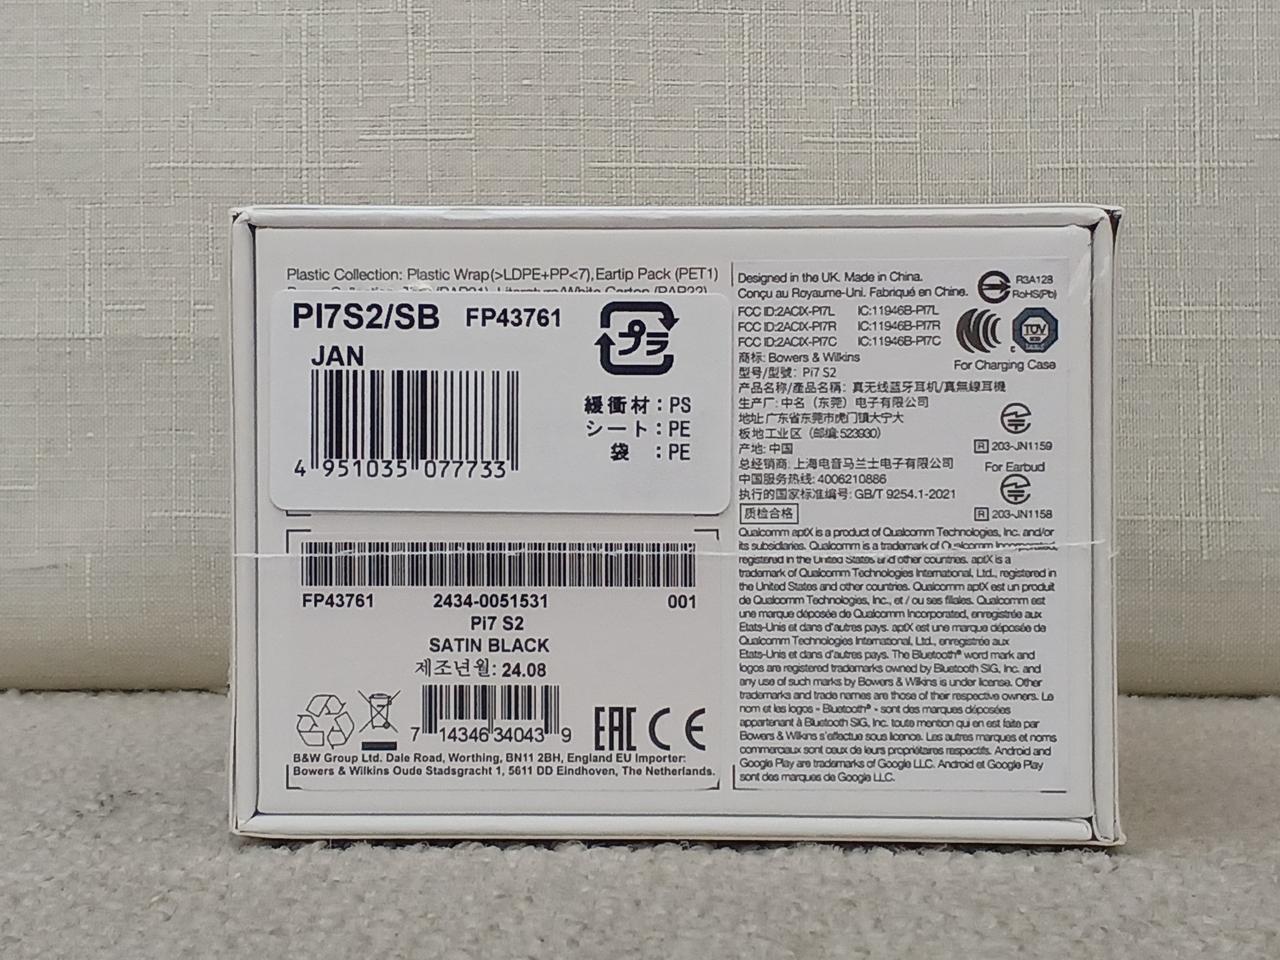 Plastic Collection: Plastic Wrap(>LDPE+PP<7), Eartip Pack (PET1)
PI7S2/SB FP43761
プラ
JAN
4 951035 077733
緩衝材:PS
シート:PE
袋 :PE
FP43761 2434-0051531 001
Pi7 S2
SATIN BLACK
제조년월: 24.08
7 14346 34043 9
EAC CE
B&W Group Ltd. Dale Road, Worthing, BN11 2BH, England EU Importer:
Bowers & Wilkins Oude Stadsgracht 1, 5611 DD Eindhoven, The Netherlands.
Designed in the UK. Made in China.
Conçu au Royaume-Uni. Fabriqué en Chine.
R3A128
RoHS(Pb)
FCC ID:2ACIX-PI7L IC:11946B-PI7L
FCC ID:2ACIX-PI7R IC:11946B-PI7R
FCC ID:2ACIX-PI7C IC:11946B-PI7C
TÜV
For Charging Case
商标: Bowers & Wilkins
型号/型號: Pi7 S2
产品名称/產品名稱: 真无线蓝牙耳机/真無線耳機
生产厂: 中名（东莞）电子有限公司
地址:广东省东莞市虎门镇大宁大
板地工业区（邮编:523930）
产地: 中国
总经销商: 上海电音马兰士电子有限公司
中国服务热线: 4006210886
执行的国家标准编号: GB/T 9254.1-2021
质检合格
R 203-JN1159
For Earbud
R 203-JN1158
Qualcomm aptX is a product of Qualcomm Technologies, Inc. and/or
its subsidiaries. Qualcomm is a trademark of Qualcomm Incorporated,
registered in the United States and other countries. aptX is a
trademark of Qualcomm Technologies International, Ltd., registered in
the United States and other countries. Qualcomm aptX est un produit
de Qualcomm Technologies, Inc., et / ou ses filiales. Qualcomm est
une marque déposée de Qualcomm Incorporated, enregistrée aux
Etats-Unis et dans d'autres pays. aptX est une marque déposée de
Qualcomm Technologies International, Ltd., enregistrée aux
Etats-Unis et dans d'autres pays. The Bluetooth® word mark and
logos are registered trademarks owned by Bluetooth SIG, Inc. and
any use of such marks by Bowers & Wilkins is under license. Other
trademarks and trade names are those of their respective owners. Le
nom et les logos « Bluetooth® » sont des marques déposées
appartenant à Bluetooth SIG, Inc. toute mention qui en est faite par
Bowers & Wilkins s'effectue sous licence. Les autres marques et noms
commerciaux sont ceux de leurs propriétaires respectifs. Android and
Google Play are trademarks of Google LLC. Android et Google Play
sont des marques de Google LLC.